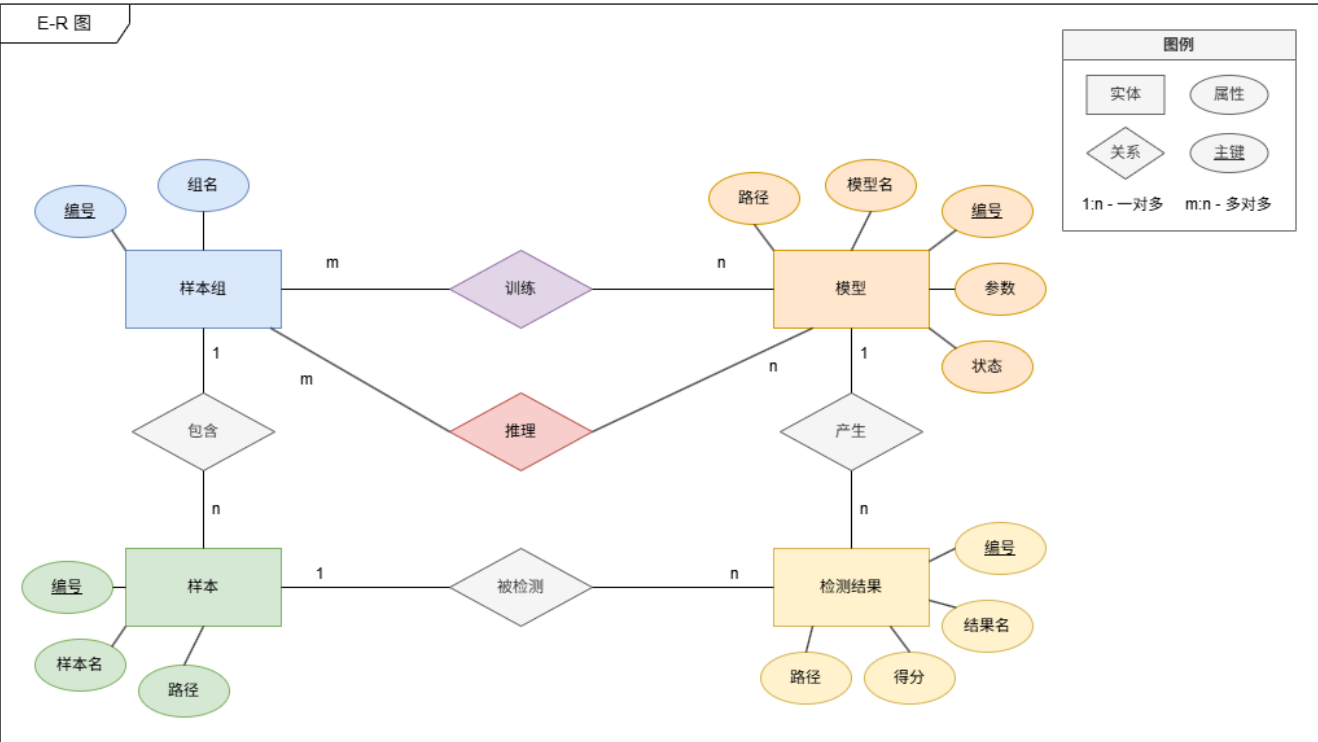 E-R 图
图例
实体
属性
关系
主键
1:n - 一对多
m:n - 多对多
组名
编号
样本组
m
训练
n
路径
模型名
编号
模型
参数
状态
1
m
n
1
包含
推理
产生
n
n
编号
样本
1
被检测
n
检测结果
编号
结果名
样本名
路径
路径
得分